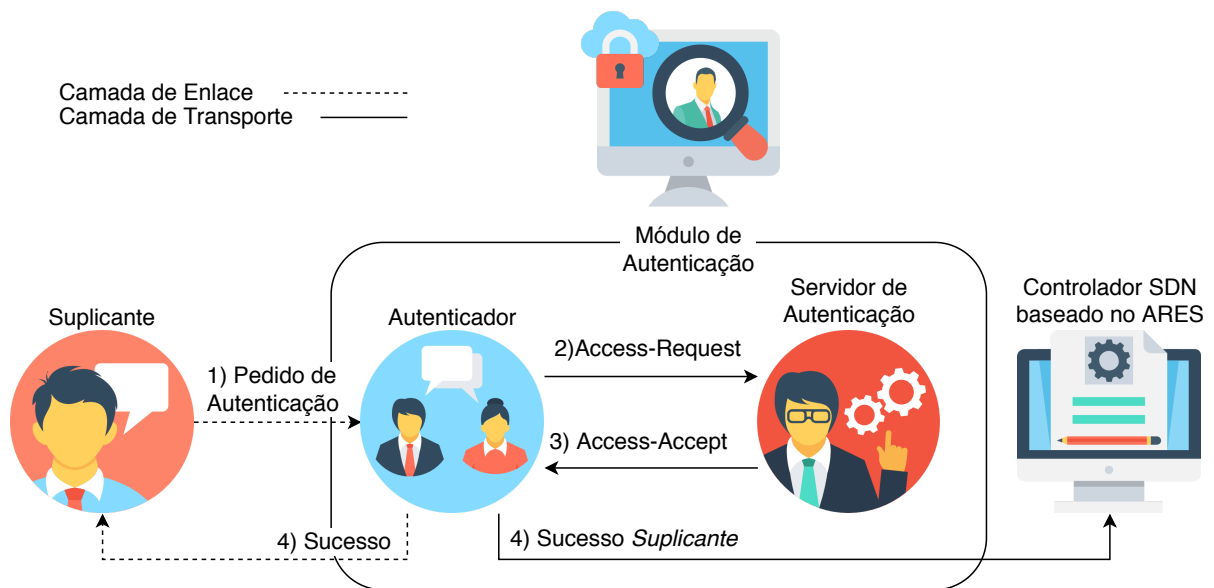 Camada de Enlace
Camada de Transporte
Módulo de
Autenticação
Suplicante
Autenticador
Servidor de
Autenticação
Controlador SDN
baseado no ARES
1) Pedido de
Autenticação
2)Access-Request
3) Access-Accept
4) Sucesso
4) Sucesso Suplicante